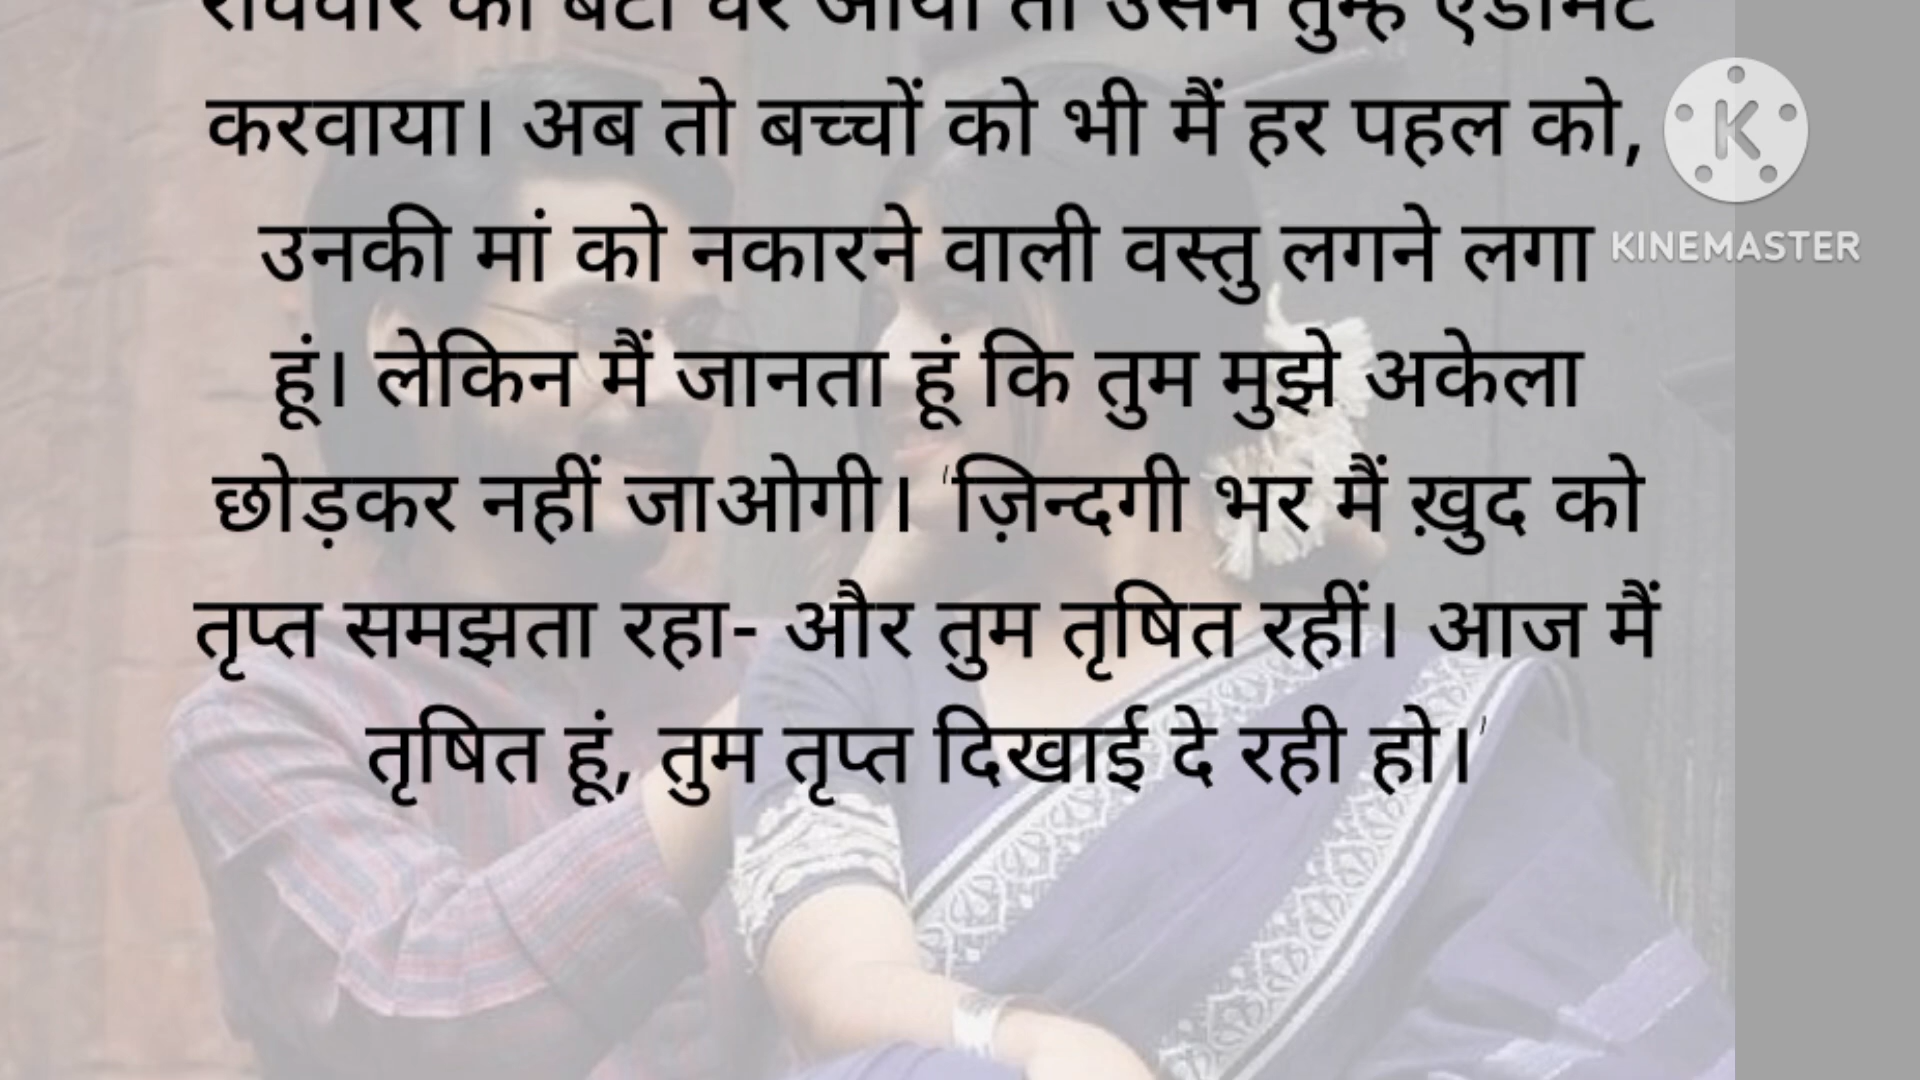 रविवार को बेटा घर आया तो उसने तुम्हें एडमिट
करवाया। अब तो बच्चों को भी मैं हर पहल को,
उनकी मां को नकारने वाली वस्तु लगने लगा
हूं। लेकिन मैं जानता हूं कि तुम मुझे अकेला
छोड़कर नहीं जाओगी। 'ज़िन्दगी भर मैं ख़ुद को
तृप्त समझता रहा- और तुम तृषित रहीं। आज मैं
तृषित हूं, तुम तृप्त दिखाई दे रही हो।'
K
KINEMASTER